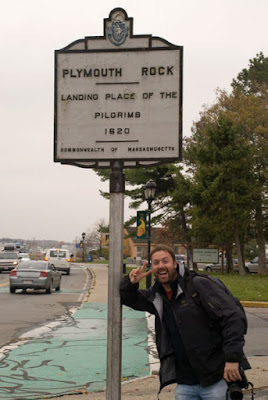 PLYMOUTH ROCK
LANDING PLACE OF THE
PILGRIMS
1620
COMMONWEALTH OF MASSACHUSETTS